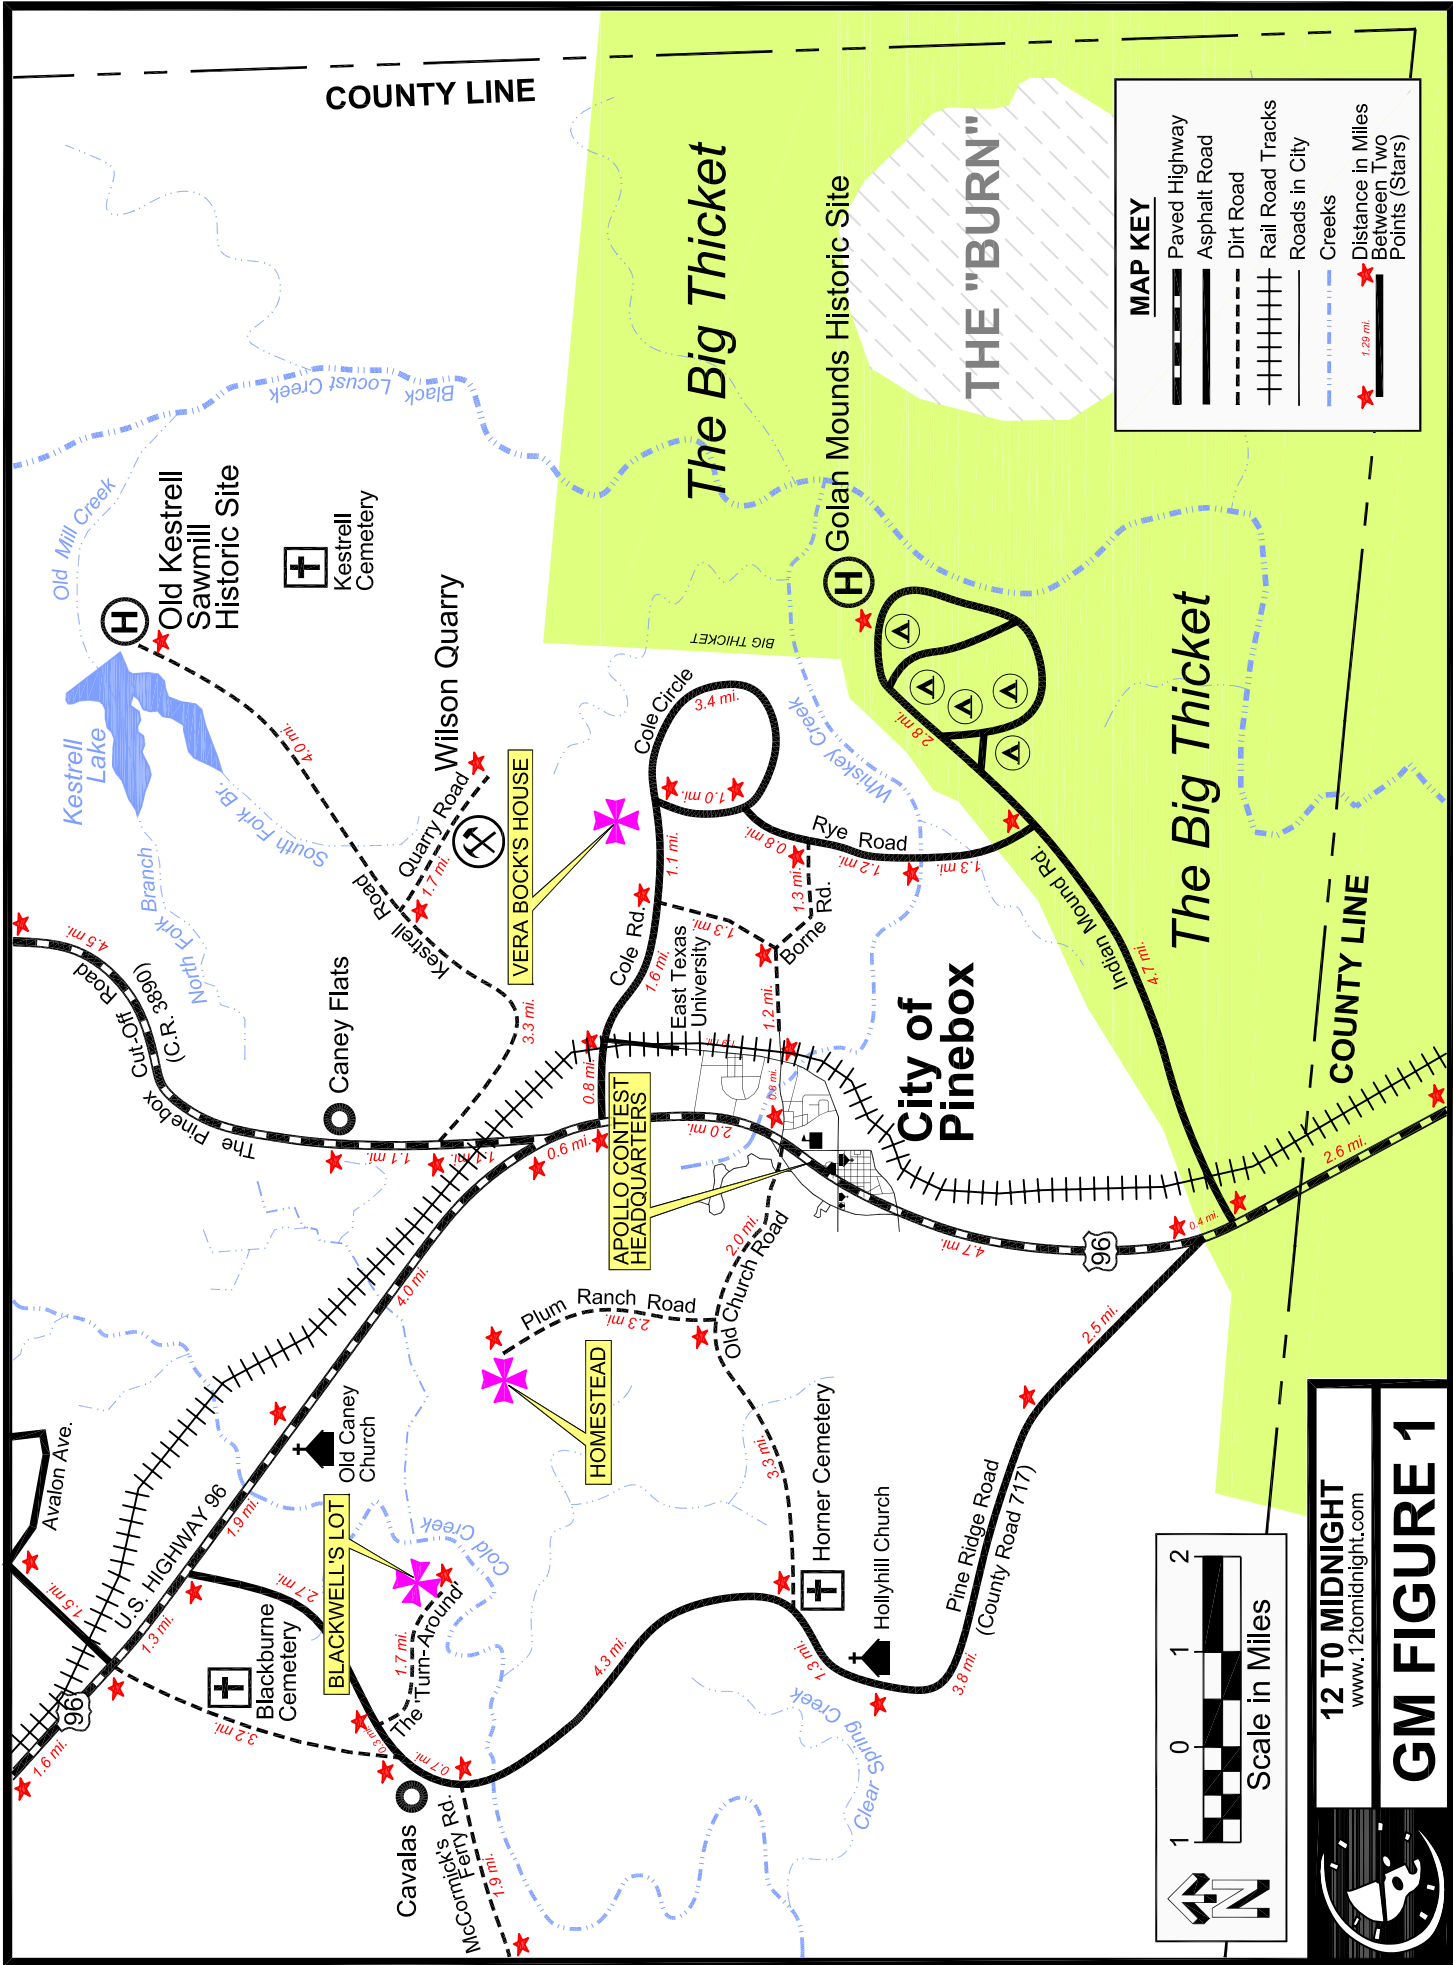 COUNTY LINE
Old Mill Creek
Kestrell
Lake
Old Kestrell
Sawmill
Historic Site
Kestrell
Cemetery
Black Locust Creek
North Fork Branch
South Fork Br.
4.0 mi.
Kestrell Road
Quarry Road
1.7 mi.
Wilson Quarry
3.3 mi.
4.5 mi.
The Pinebox Cut-Off Road
(C.R. 3890)
Caney Flats
1.1 mi.
1.1 mi.
0.6 mi.
0.8 mi.
VERA BOCK'S HOUSE
Cole Circle
3.4 mi.
1.0 mi.
1.1 mi.
Cole Rd.
1.6 mi.
0.8 mi.
Rye Road
1.2 mi.
1.3 mi.
1.3 mi.
1.3 mi.
Borne Rd.
1.2 mi.
East Texas
University
1.9 mi.
0.8 mi.
2.0 mi.
APOLLO CONTEST
HEADQUARTERS
City of
Pinebox
The Big Thicket
BIG THICKET
Whiskey Creek
Golan Mounds Historic Site
THE "BURN"
2.8 mi.
Indian Mound Rd.
4.7 mi.
The Big Thicket
COUNTY LINE
2.6 mi.
0.4 mi.
96
4.7 mi.
2.5 mi.
Pine Ridge Road
(County Road 717)
3.8 mi.
Hollyhill Church
1.3 mi.
Horner Cemetery
3.3 mi.
Old Church Road
2.0 mi.
Plum Ranch Road
2.3 mi.
HOMESTEAD
4.0 mi.
Old Caney
Church
1.9 mi.
U.S. HIGHWAY 96
Avalon Ave.
1.5 mi.
1.3 mi.
96
1.6 mi.
2.7 mi.
BLACKWELL'S LOT
Cold Creek
The 'Turn-Around'
1.7 mi.
Blackburne
Cemetery
3.2 mi.
0.3 mi.
0.7 mi.
Cavalas
McCormick's
Ferry Rd.
1.9 mi.
4.3 mi.
Clear Spring Creek
MAP KEY
Paved Highway
Asphalt Road
Dirt Road
Rail Road Tracks
Roads in City
Creeks
1.29 mi.
Distance in Miles
Between Two
Points (Stars)
H
H
N
1 0 1 2
Scale in Miles
12 TO MIDNIGHT
www.12tomidnight.com
GM FIGURE 1